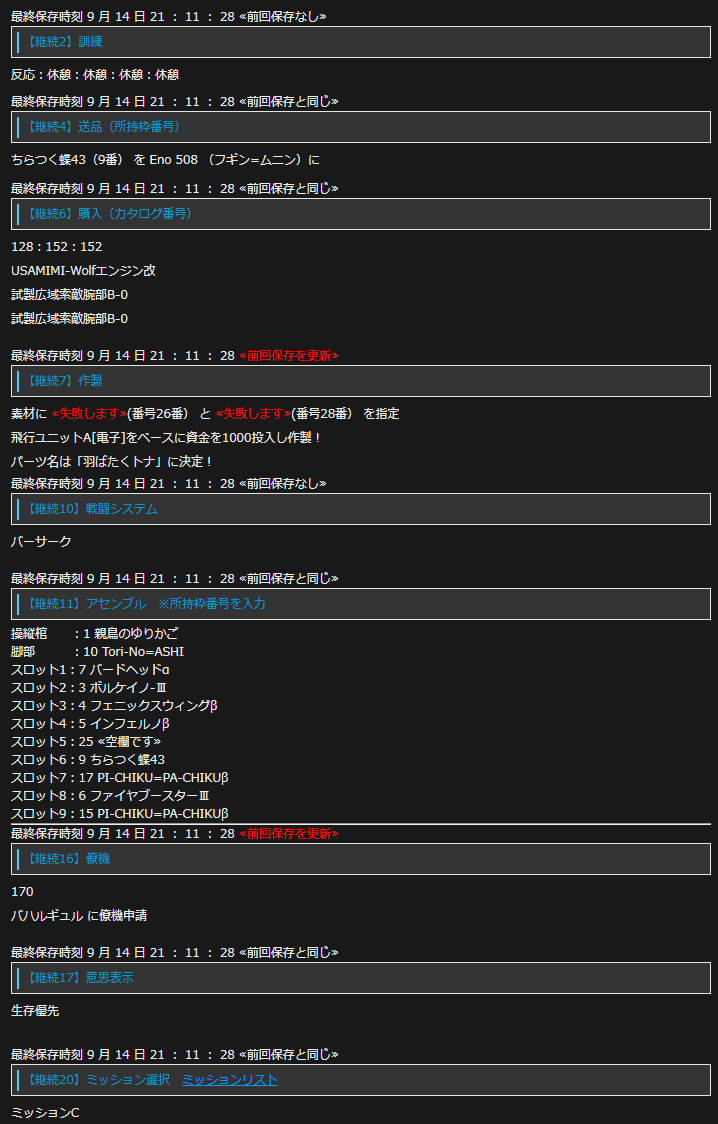 最終保存時刻 9 月 14 日 21 ： 11 ： 28 «前回保存なし»
【継続2】訓練
反応：休憩：休憩：休憩：休憩
最終保存時刻 9 月 14 日 21 ： 11 ： 28 «前回保存と同じ»
【継続4】送品（所持枠番号）
ちらつく蝶43（9番） を Eno 508 （フギン=ムニン）に
最終保存時刻 9 月 14 日 21 ： 11 ： 28 «前回保存と同じ»
【継続6】購入（カタログ番号）
128：152：152
USAMIMI-Wolfエンジン改
試製広域索敵腕部B-0
試製広域索敵腕部B-0
最終保存時刻 9 月 14 日 21 ： 11 ： 28 «前回保存を更新»
【継続7】作製
素材に «失敗します»(番号26番） と «失敗します»(番号28番） を指定
飛行ユニットA[電子]をベースに資金を1000投入し作製！
パーツ名は「羽ばたくトナ」に決定！
最終保存時刻 9 月 14 日 21 ： 11 ： 28 «前回保存なし»
【継続10】戦闘システム
バーサーク
最終保存時刻 9 月 14 日 21 ： 11 ： 28 «前回保存と同じ»
【継続11】アセンブル　※所持枠番号を入力
操縦棺　　：1 親鳥のゆりかご
脚部　　　：10 Tori-No=ASHI
スロット1：7 バードヘッドα
スロット2：3 ボルケイノ-Ⅲ
スロット3：4 フェニックスウィングβ
スロット4：5 インフェルノβ
スロット5：25 «空欄です»
スロット6：9 ちらつく蝶43
スロット7：17 PI-CHIKU=PA-CHIKUβ
スロット8：6 ファイヤブースターⅢ
スロット9：15 PI-CHIKU=PA-CHIKUβ
最終保存時刻 9 月 14 日 21 ： 11 ： 28 «前回保存を更新»
【継続16】僚機
170
バハルギュル に僚機申請
最終保存時刻 9 月 14 日 21 ： 11 ： 28 «前回保存と同じ»
【継続17】意思表示
生存優先
最終保存時刻 9 月 14 日 21 ： 11 ： 28 «前回保存と同じ»
【継続20】ミッション選択　ミッションリスト
ミッションC